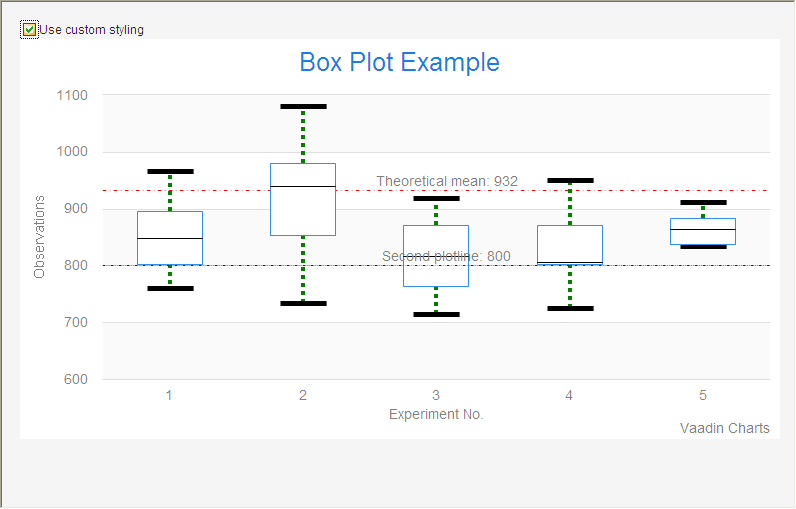 Use custom styling
Box Plot Example
1100
1000
900
800
700
600
Observations
Theoretical mean: 932
Second plotline: 800
1 2 3 4 5
Experiment No.
Vaadin Charts